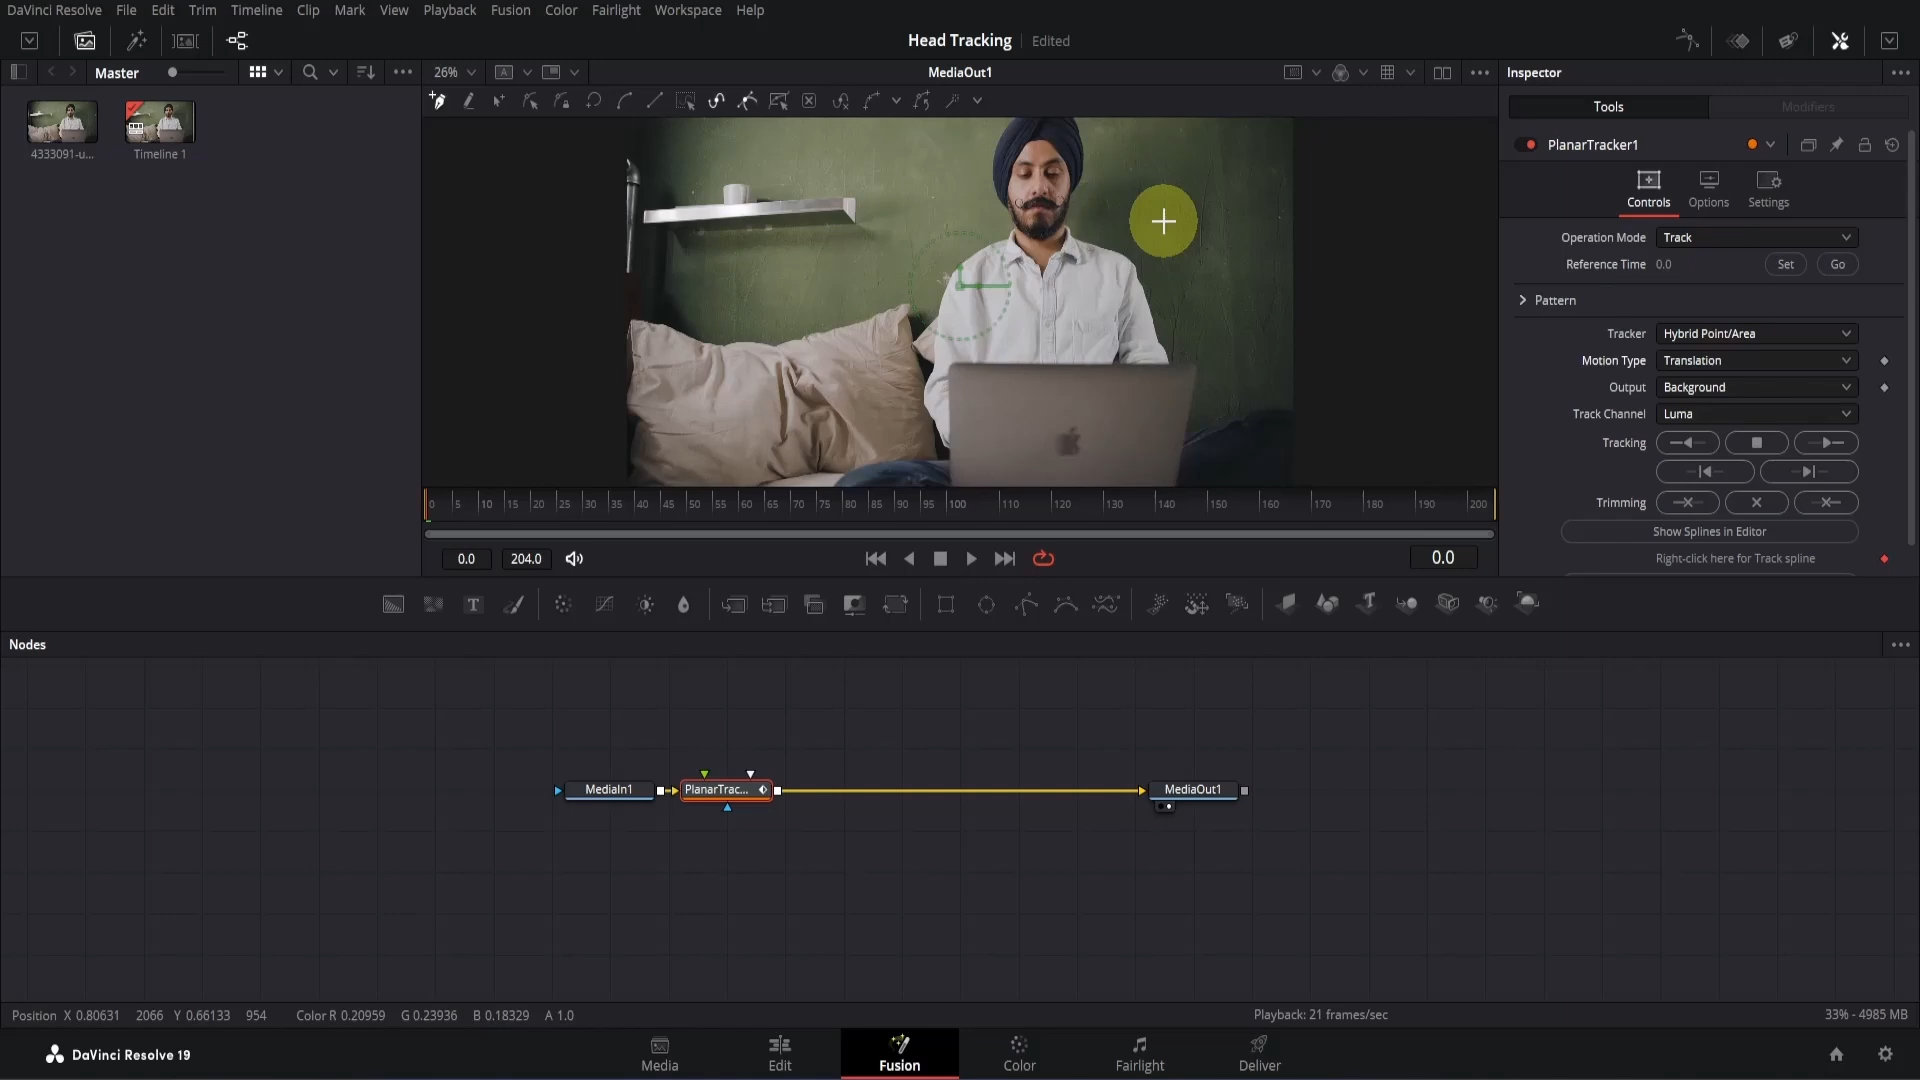 DaVinci Resolve File Edit Trim Timeline Clip Mark View Playback Fusion Color Fairlight Workspace Help
Head Tracking Edited
Master 26% MediaOut1 Inspector
Tools Modifiers
4333091-u... Timeline 1
PlanarTracker1
Controls Options Settings
Operation Mode Track
Reference Time 0.0 Set Go
Pattern
Tracker Hybrid Point/Area
Motion Type Translation
Output Background
Track Channel Luma
Tracking
Trimming
Show Splines in Editor
Right-click here for Track spline
0 5 10 15 20 25 30 35 40 45 50 55 60 65 70 75 80 85 90 95 100 110 120 130 140 150 160 170 180 190 200
0.0 204.0 0.0
T
Nodes
MediaIn1 PlanarTrac... MediaOut1
Position X 0.80631 2066 Y 0.66133 954 Color R 0.20959 G 0.23936 B 0.18329 A 1.0 Playback: 21 frames/sec 33% - 4985 MB
DaVinci Resolve 19 Media Edit Fusion Color Fairlight Deliver